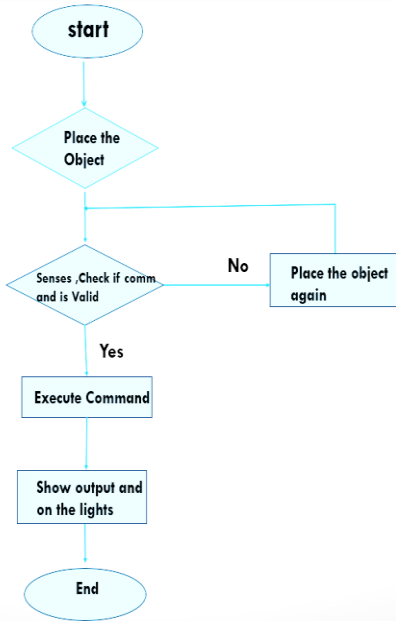 start
Place the
Object
Senses ,Check if comm
and is Valid
No
Place the object
again
Yes
Execute Command
Show output and
on the lights
End